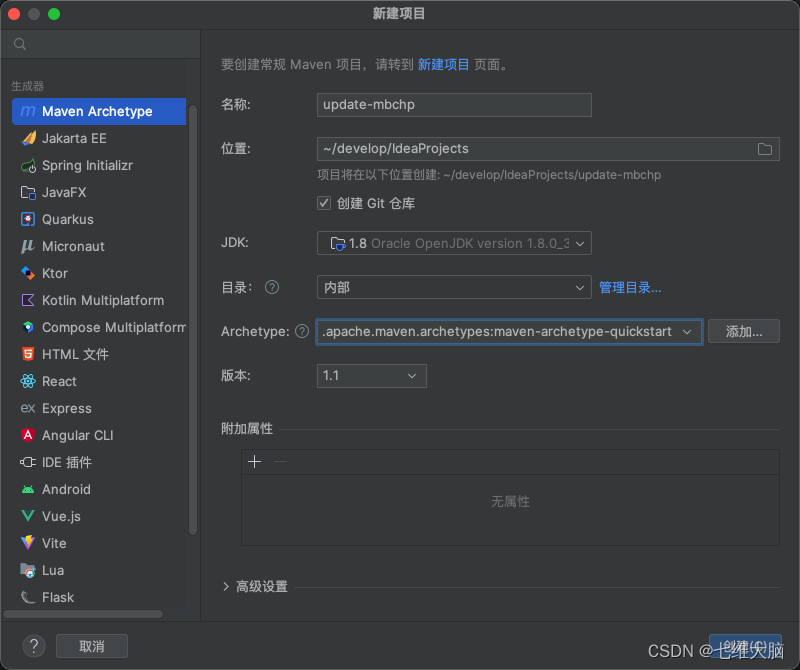 新建项目
生成器
Maven Archetype
Jakarta EE
Spring Initializr
JavaFX
Quarkus
Micronaut
Ktor
Kotlin Multiplatform
Compose Multiplatform
HTML 文件
React
Express
Angular CLI
IDE 插件
Android
Vue.js
Vite
Lua
Flask
要创建常规 Maven 项目，请转到 新建项目 页面。
名称: update-mbchp
位置: ~/develop/IdeaProjects
项目将在以下位置创建: ~/develop/IdeaProjects/update-mbchp
创建 Git 仓库
JDK: 1.8 Oracle OpenJDK version 1.8.0_3
目录: ? 内部 管理目录...
Archetype: ? .apache.maven.archetypes:maven-archetype-quickstart 添加...
版本: 1.1
附加属性
无属性
高级设置
? 取消 创建(C)
CSDN @七维大脑